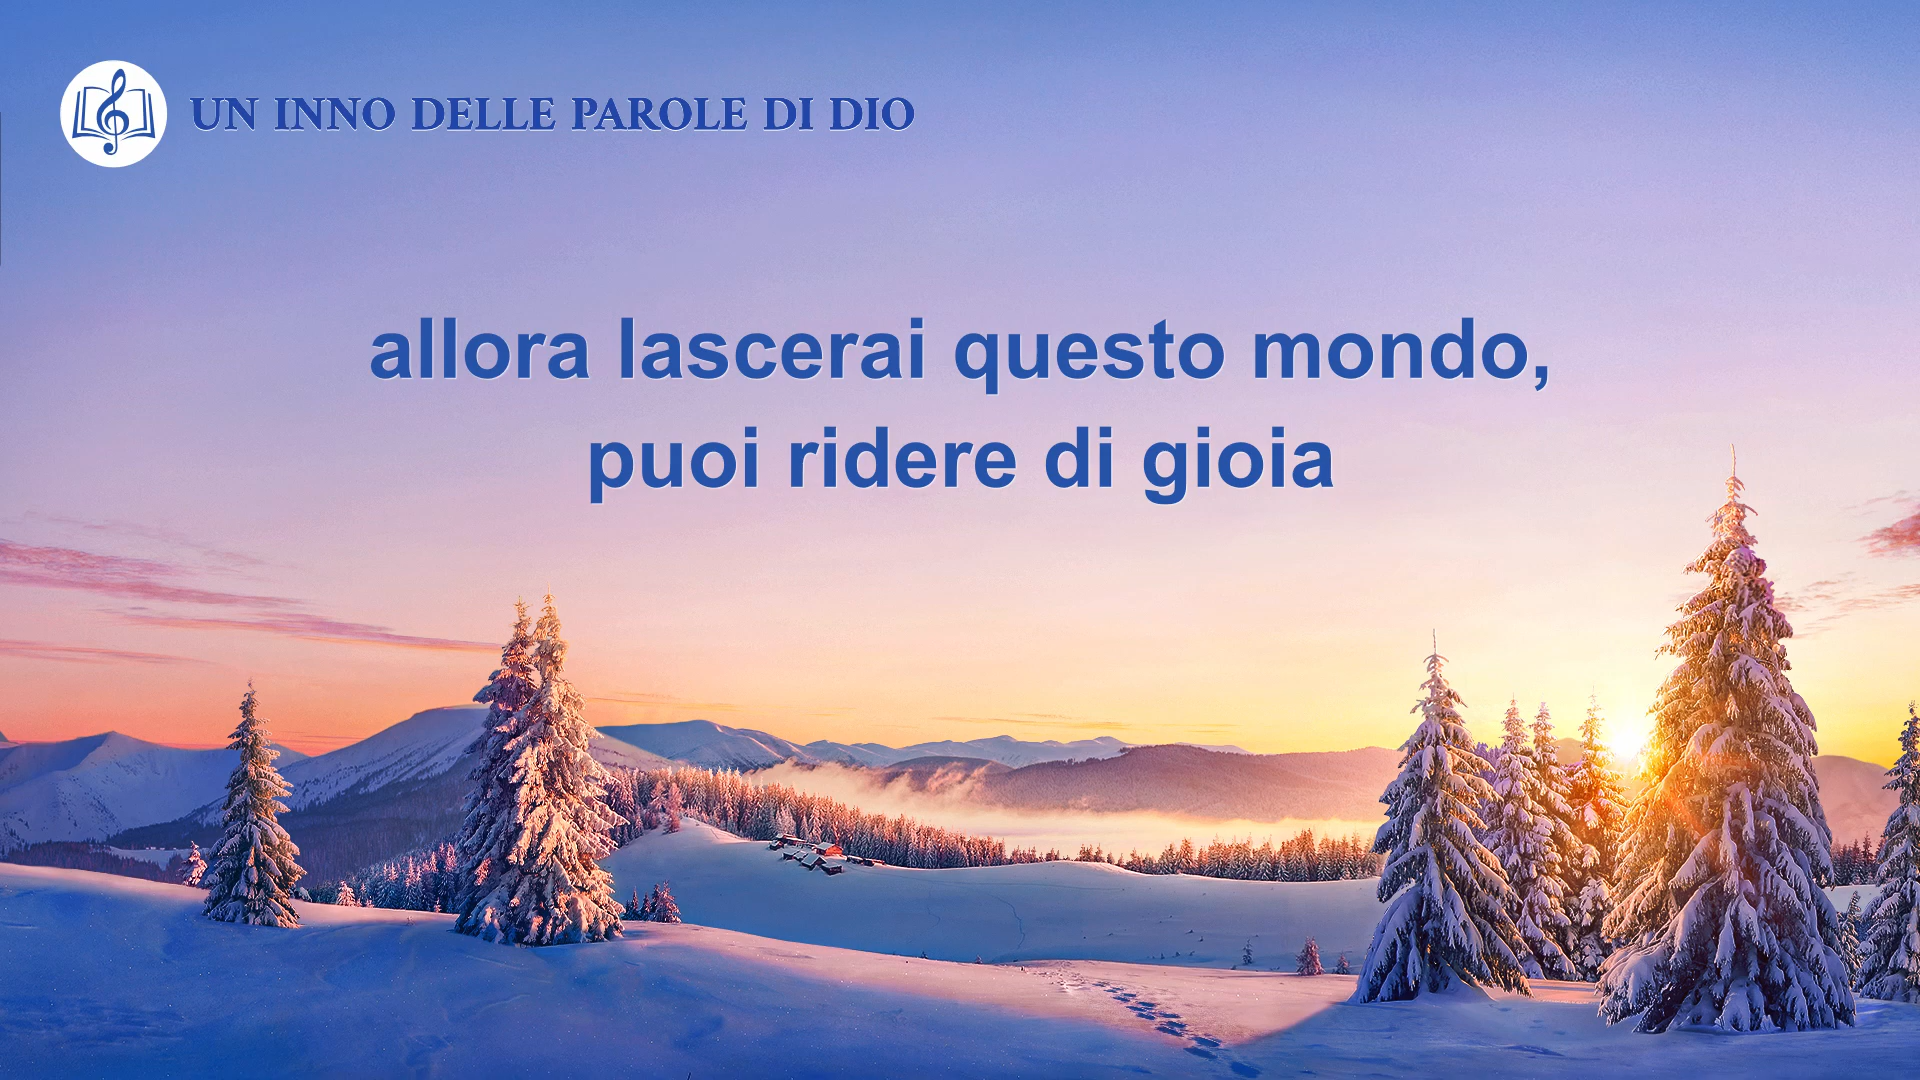 UN INNO DELLE PAROLE DI DIO
allora lascerai questo mondo,
puoi ridere di gioia